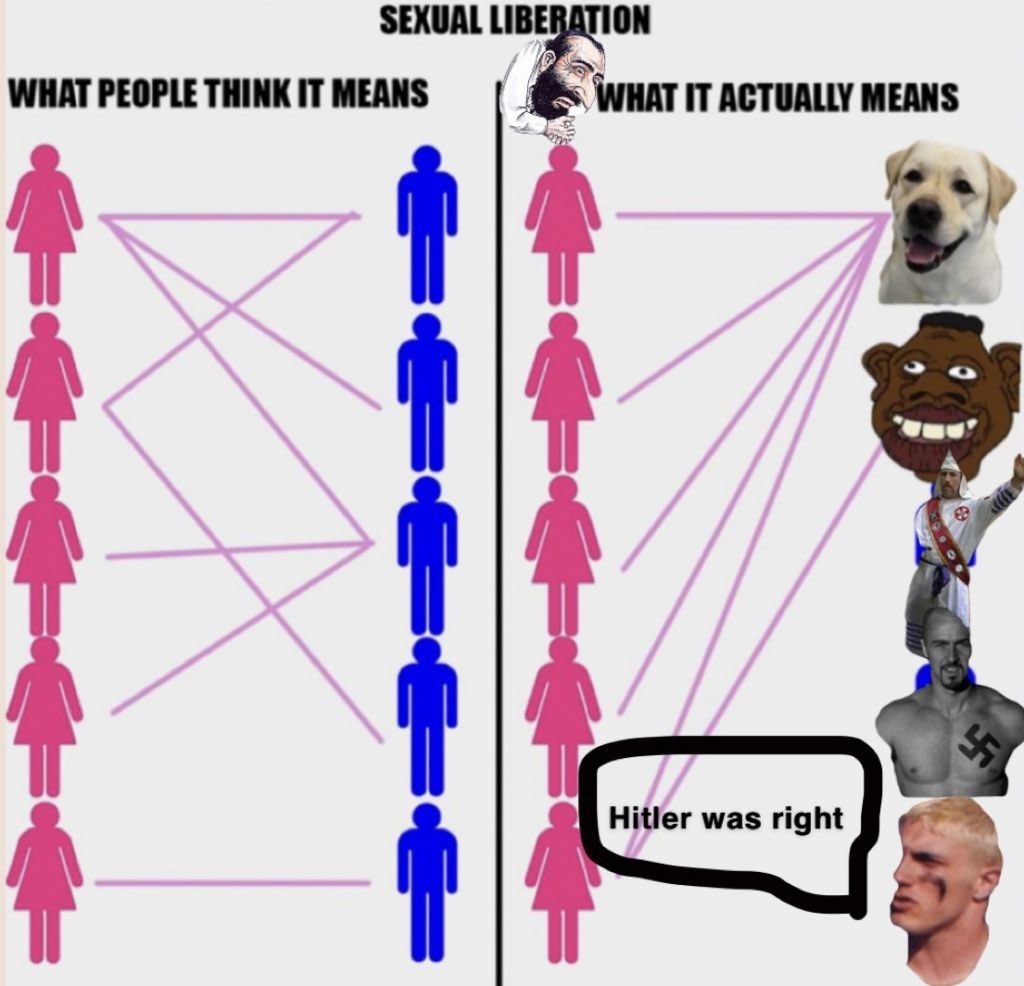 SEXUAL LIBERATION
WHAT PEOPLE THINK IT MEANS
WHAT IT ACTUALLY MEANS
Hitler was right